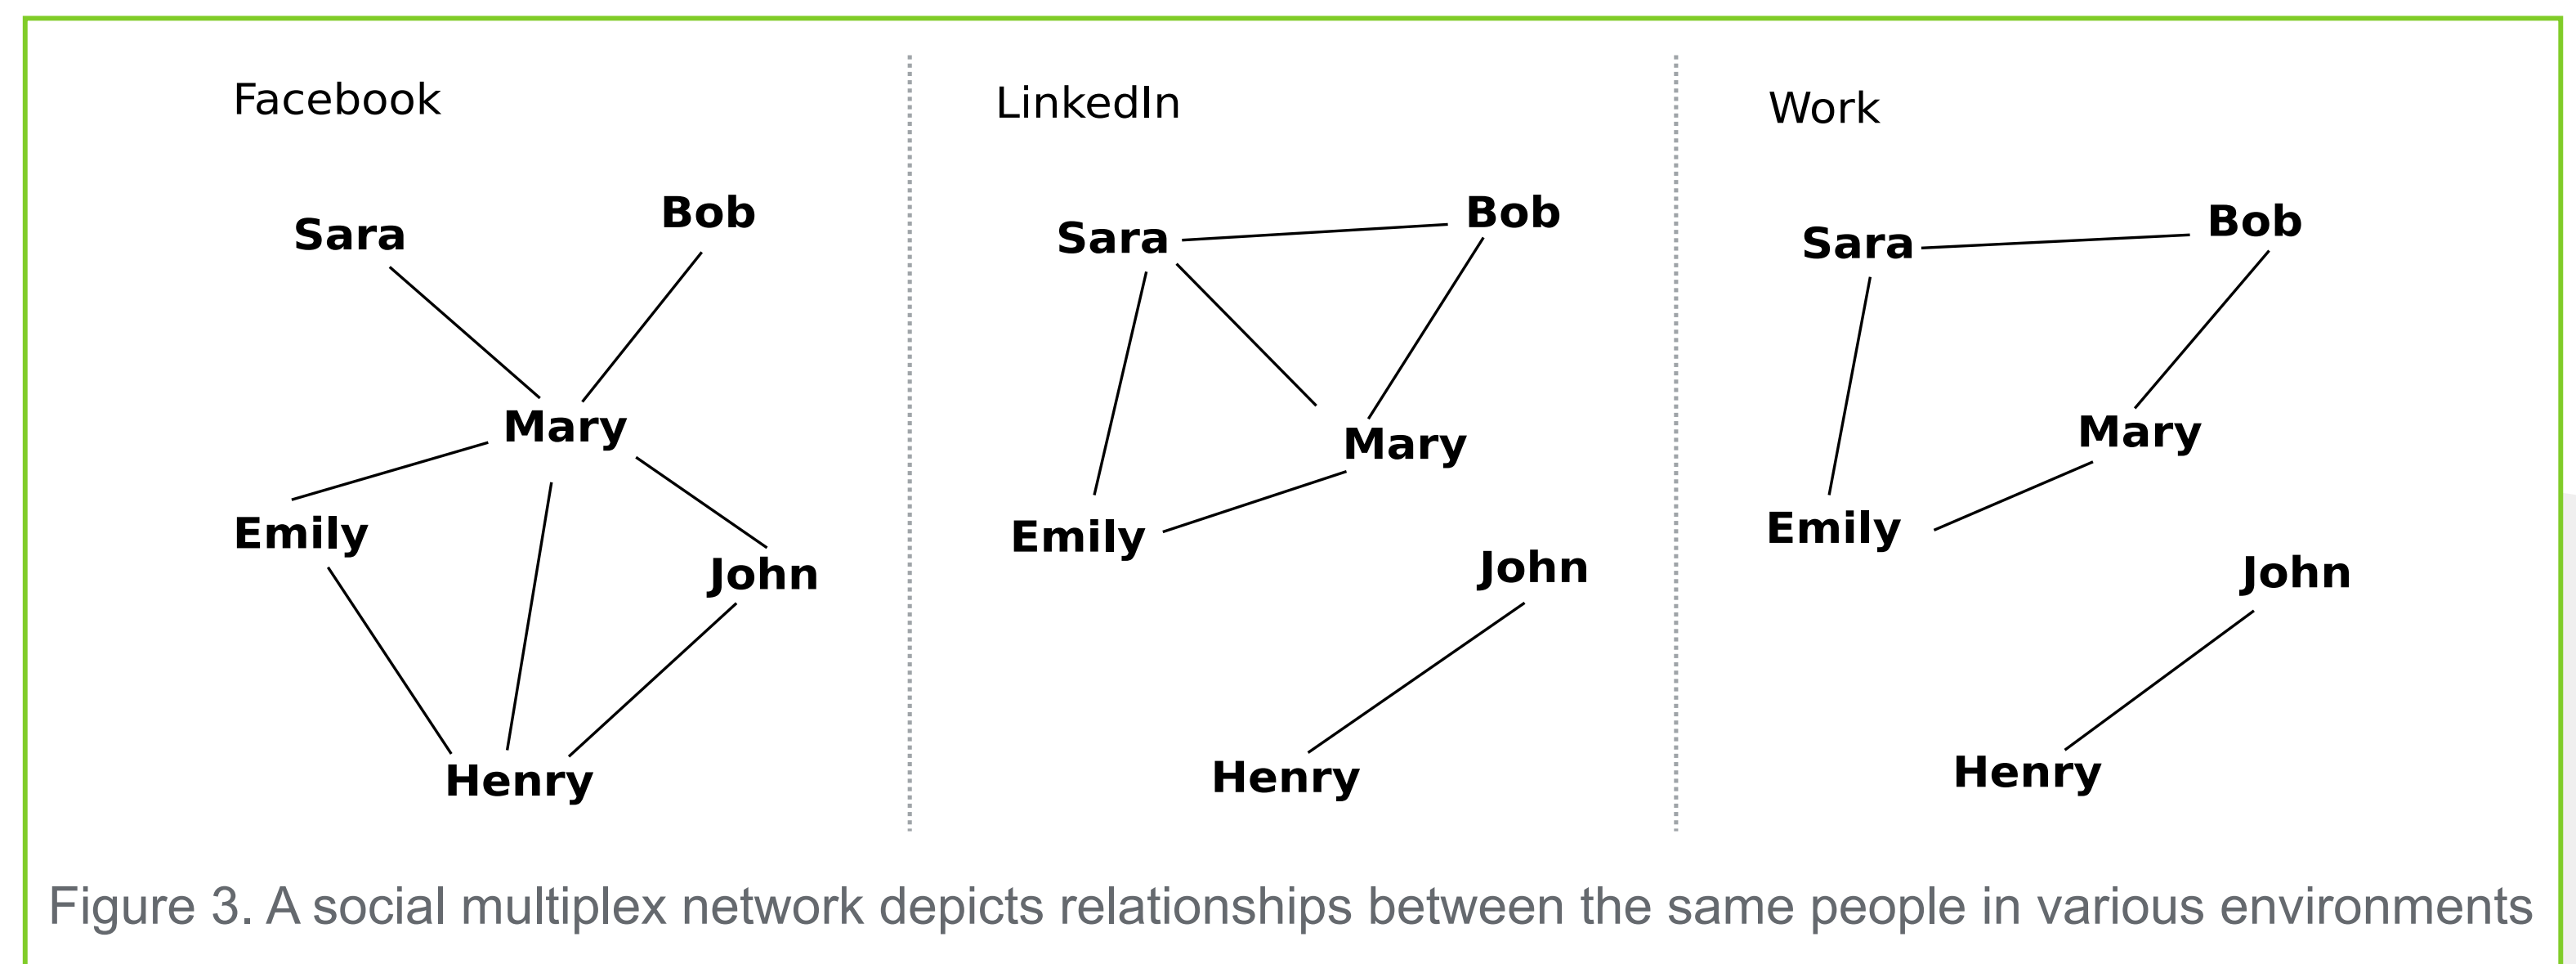 Facebook
Sara
Bob
Mary
Emily
John
Henry
LinkedIn
Sara
Bob
Mary
Emily
John
Henry
Work
Sara
Bob
Mary
Emily
John
Henry
Figure 3. A social multiplex network depicts relationships between the same people in various environments